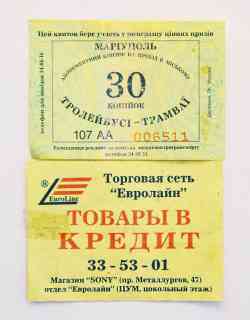 Цей квиток бере участь у розіграші цінних призів
МАРІУПОЛЬ
30
КОПІЙОК
ТРОЛЕЙБУСІ - ТРАМВАЇ
107 АА 006511
® EuroLine
Торговая сеть
"Евролайн"
ТОВАРЫ В
КРЕДИТ
33-53-01
Магазин "SONY" (пр. Металлургов, 47)
отдел "Евролайн" (ЦУМ, цокольный этаж)